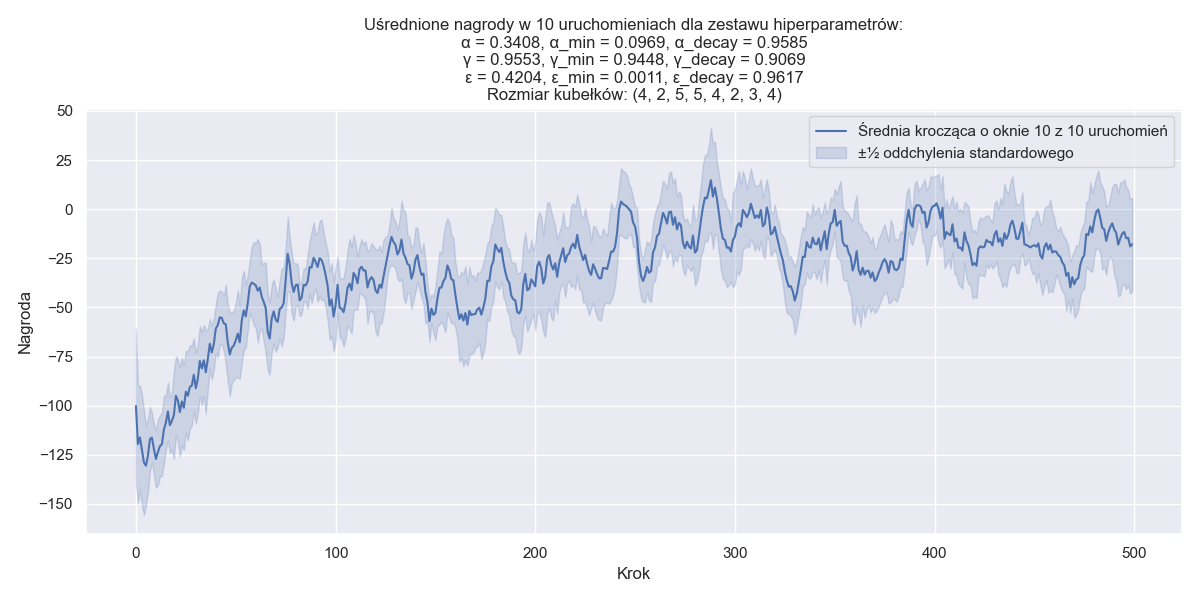 Uśrednione nagrody w 10 uruchomieniach dla zestawu hiperparametrów:
α = 0.3408, α_min = 0.0969, α_decay = 0.9585
γ = 0.9553, γ_min = 0.9448, γ_decay = 0.9069
ε = 0.4204, ε_min = 0.0011, ε_decay = 0.9617
Rozmiar kubełków: (4, 2, 5, 5, 4, 2, 3, 4)
Średnia krocząca o oknie 10 z 10 uruchomień
±½ oddchylenia standardowego
Nagroda
50
25
0
−25
−50
−75
−100
−125
−150
0 100 200 300 400 500
Krok